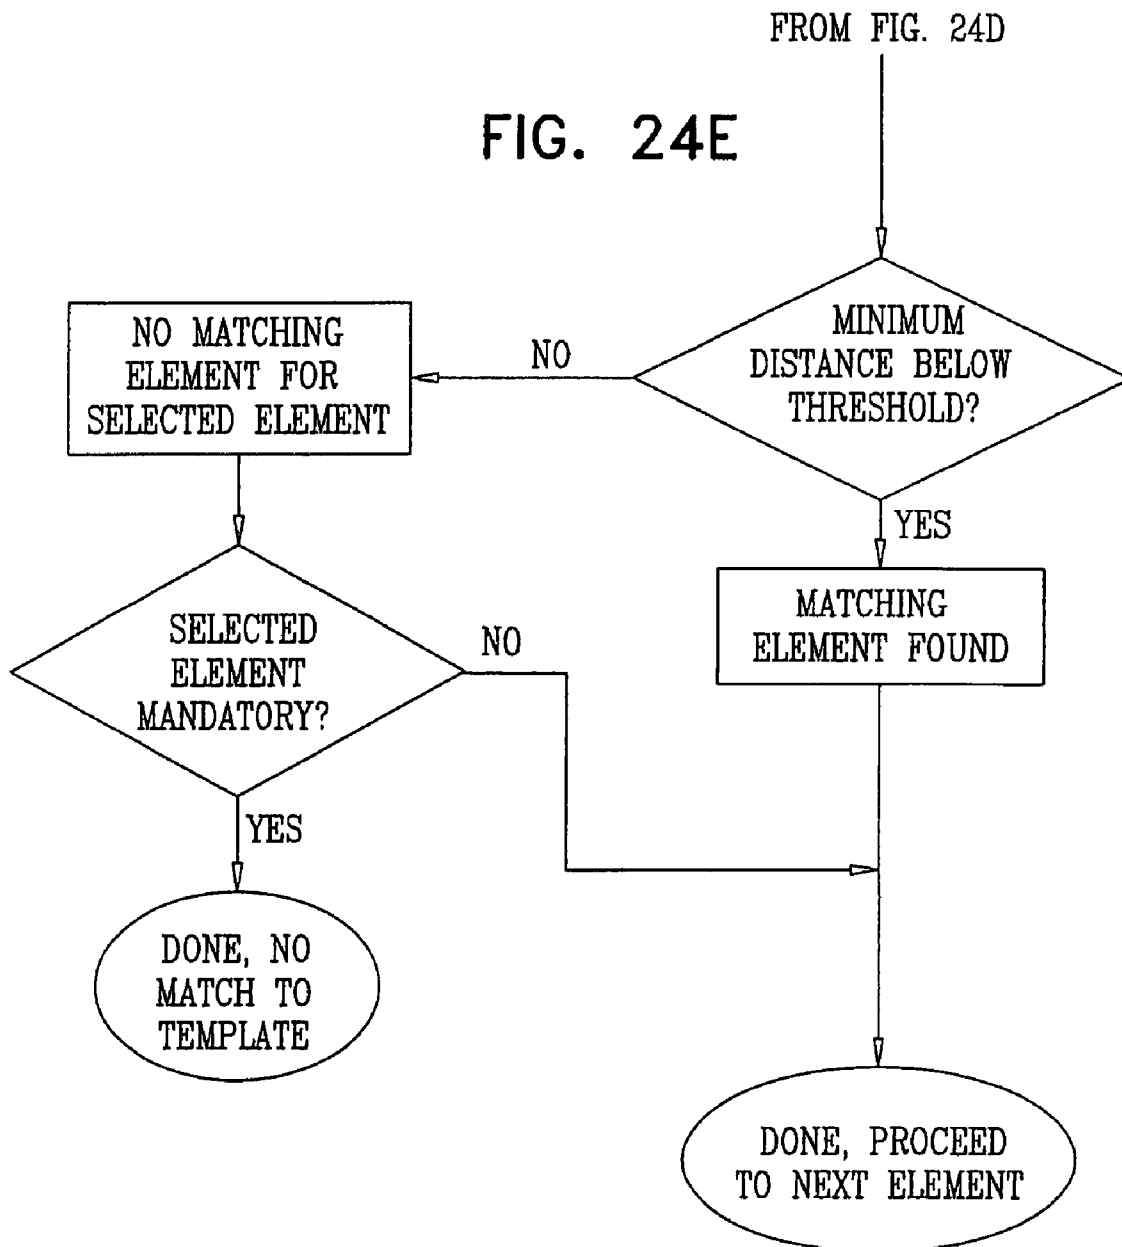 FROM FIG. 24D
FIG. 24E
MINIMUM
DISTANCE BELOW
THRESHOLD?
NO
NO MATCHING
ELEMENT FOR
SELECTED ELEMENT
YES
MATCHING
ELEMENT FOUND
SELECTED
ELEMENT
MANDATORY?
NO
YES
DONE, NO
MATCH TO
TEMPLATE
DONE, PROCEED
TO NEXT ELEMENT